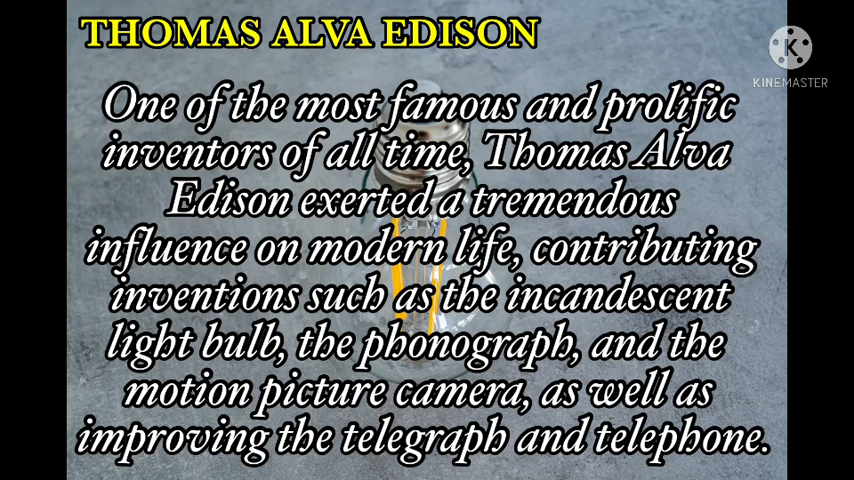 THOMAS ALVA EDISON
KINEMASTER
One of the most famous and prolific
inventors of all time, Thomas Alva
Edison exerted a tremendous
influence on modern life, contributing
inventions such as the incandescent
light bulb, the phonograph, and the
motion picture camera, as well as
improving the telegraph and telephone.